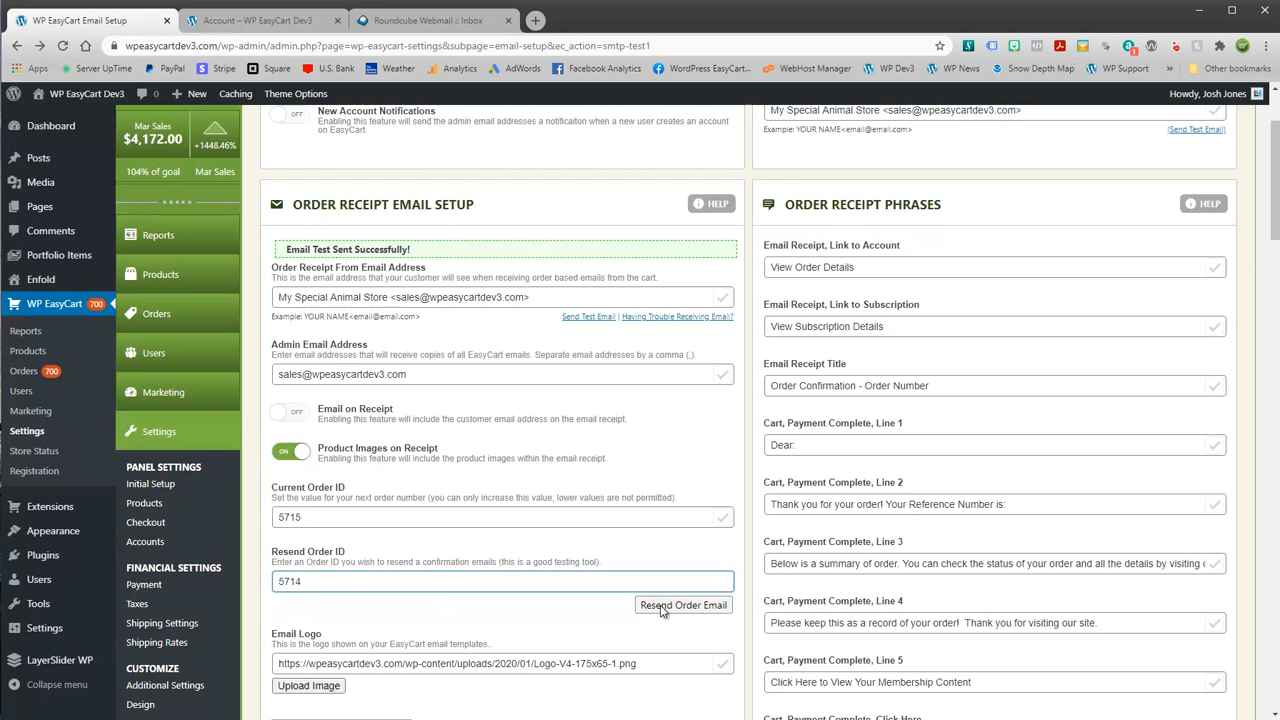 WP EasyCart Email Setup
Account – WP EasyCart Dev3
Roundcube Webmail :: Inbox
wpeasycartdev3.com/wp-admin/admin.php?page=wp-easycart-settings&subpage=email-setup&ec_action=smtp-test1
Apps
Server UpTime
PayPal
Stripe
Square
U.S. Bank
Weather
Analytics
AdWords
Facebook Analytics
WordPress EasyCart...
WebHost Manager
WP Dev3
WP News
Snow Depth Map
WP Support
»
Other bookmarks
WP EasyCart Dev3
0
New
Caching
Theme Options
Howdy, Josh Jones
Dashboard
Posts
Media
Pages
Comments
Portfolio Items
Enfold
WP EasyCart 700
Reports
Products
Orders 700
Users
Marketing
Settings
Store Status
Registration
Extensions
Appearance
Plugins
Users
Tools
Settings
LayerSlider WP
Collapse menu
Mar Sales
$4,172.00
+1448.46%
104% of goal
Mar Sales
Reports
Products
Orders
Users
Marketing
Settings
PANEL SETTINGS
Initial Setup
Products
Checkout
Accounts
FINANCIAL SETTINGS
Payment
Taxes
Shipping Settings
Shipping Rates
CUSTOMIZE
Additional Settings
Design
OFF
New Account Notifications
Enabling this feature will send the admin email addresses a notificaiton when a new user creates an account
on EasyCart.
My Special Animal Store <sales@wpeasycartdev3.com>
Example: YOUR NAME<email@email.com>
(Send Test Email)
ORDER RECEIPT EMAIL SETUP
HELP
Email Test Sent Successfully!
Order Receipt From Email Address
This is the email address that your customer will see when receiving order based emails from the cart.
My Special Animal Store <sales@wpeasycartdev3.com>
Example: YOUR NAME<email@email.com>
Send Test Email | Having Trouble Receiving Email?
Admin Email Address
Enter email addresses that will receive copies of all EasyCart emails. Separate email addresses by a comma (,).
sales@wpeasycartdev3.com
OFF
Email on Receipt
Enabling this feature will include the customer email address on the email receipt.
ON
Product Images on Receipt
Enabling this feature will include the product images within the email receipt.
Current Order ID
Set the value for your next order number (you can only increase this value, lower values are not permitted).
5715
Resend Order ID
Enter an Order ID you wish to resend a confirmation emails (this is a good testing tool).
5714
Resend Order Email
Email Logo
This is the logo shown on your EasyCart email templates..
https://wpeasycartdev3.com/wp-content/uploads/2020/01/Logo-V4-175x65-1.png
Upload Image
ORDER RECEIPT PHRASES
HELP
Email Receipt, Link to Account
View Order Details
Email Receipt, Link to Subscription
View Subscription Details
Email Receipt Title
Order Confirmation - Order Number
Cart, Payment Complete, Line 1
Dear:
Cart, Payment Complete, Line 2
Thank you for your order! Your Reference Number is:
Cart, Payment Complete, Line 3
Below is a summary of order. You can check the status of your order and all the details by visiting
Cart, Payment Complete, Line 4
Please keep this as a record of your order!  Thank you for visiting our site.
Cart, Payment Complete, Line 5
Click Here to View Your Membership Content
Cart, Payment Complete, Click Here